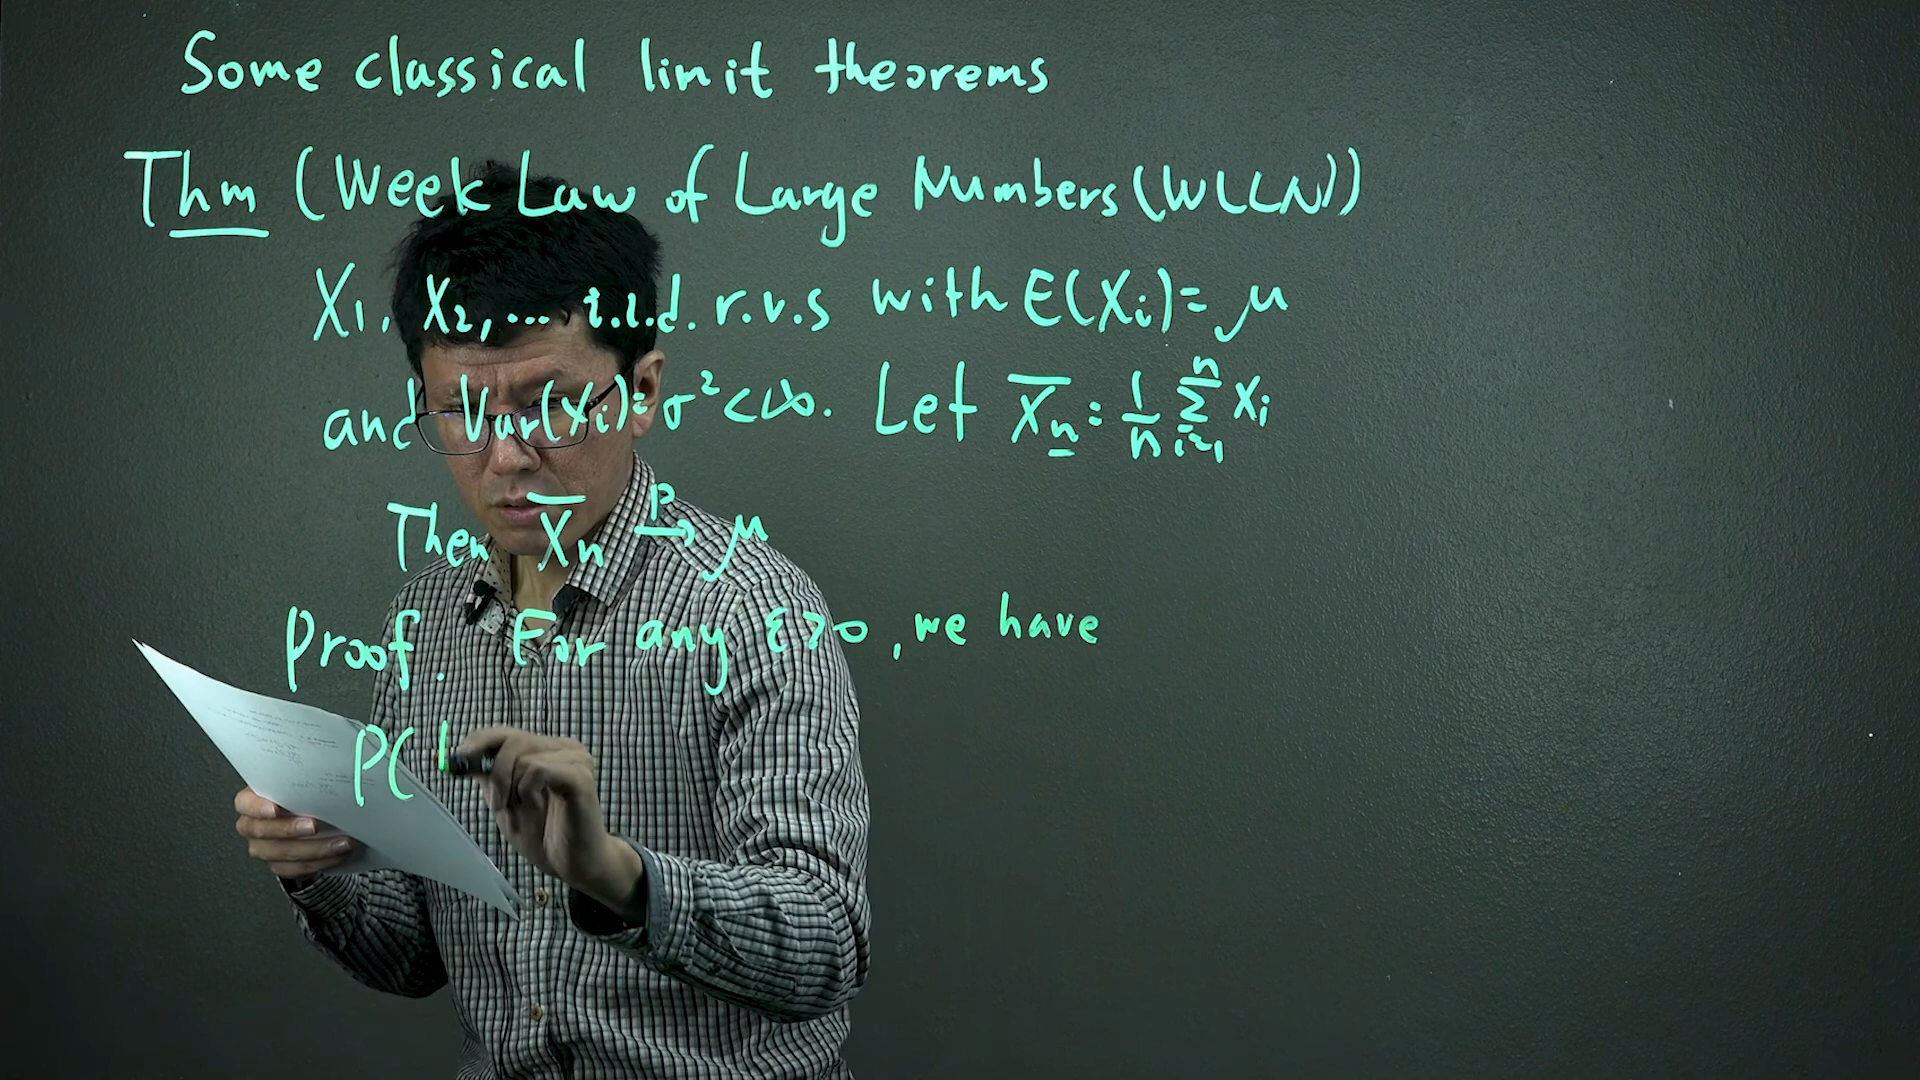 Some classical limit theorems
Thm (Week Law of Large Numbers (WLLN))
X₁, X₂, ... i.i.d. r.v.s with E(Xᵢ) = μ
and Var(Xᵢ) = σ² < ∞. Let X̅ₙ = 1/n Σᵢ₌₁ⁿ Xᵢ
Then X̅ₙ →ᴾ μ
Proof. For any ε>0, we have
P( |